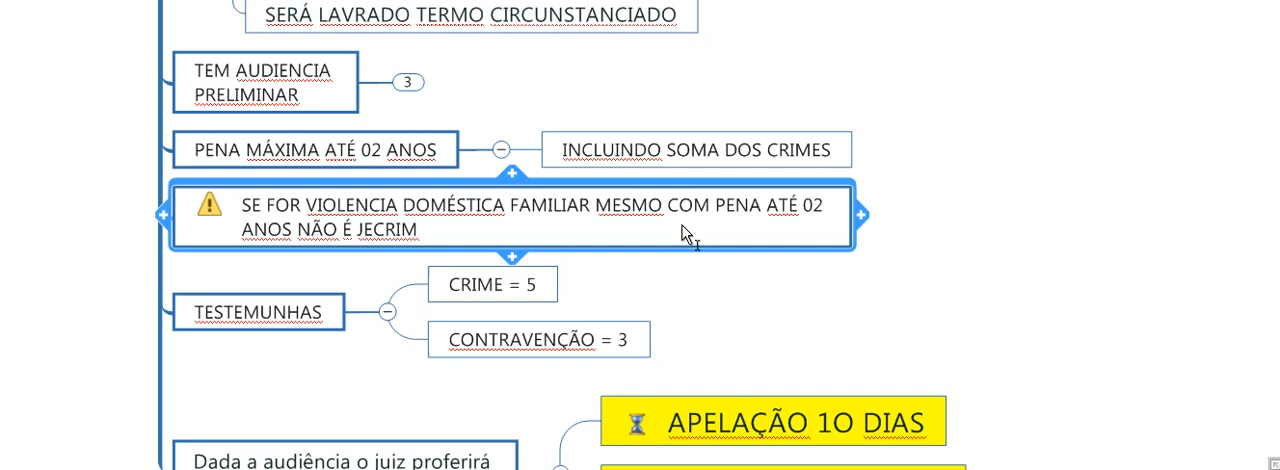 SERÁ LAVRADO TERMO CIRCUNSTANCIADO
TEM AUDIENCIA
PRELIMINAR
3
PENA MÁXIMA ATÉ 02 ANOS
INCLUINDO SOMA DOS CRIMES
SE FOR VIOLENCIA DOMÉSTICA FAMILIAR MESMO COM PENA ATÉ 02
ANOS NÃO É JECRIM
CRIME = 5
TESTEMUNHAS
CONTRAVENÇÃO = 3
APELAÇÃO 1O DIAS
Dada a audiência o juiz proferirá